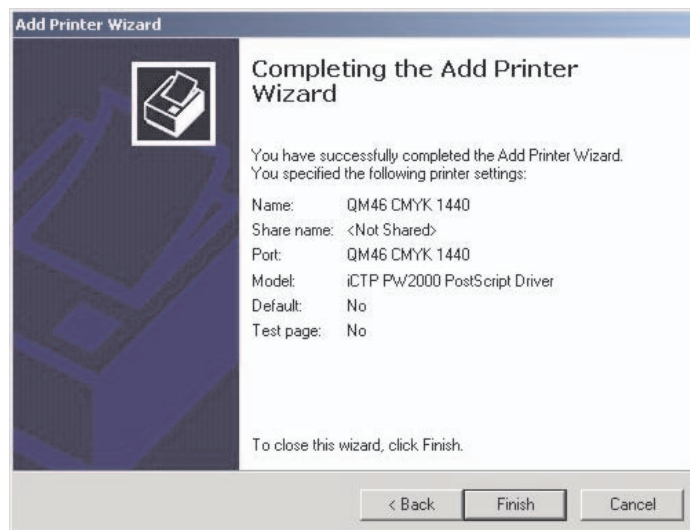 Add Printer Wizard
Completing the Add Printer
Wizard
You have successfully completed the Add Printer Wizard.
You specified the following printer settings:
Name: QM46 CMYK 1440
Share name: <Not Shared>
Port: QM46 CMYK 1440
Model: iCTP PW2000 PostScript Driver
Default: No
Test page: No
To close this wizard, click Finish.
< Back Finish Cancel